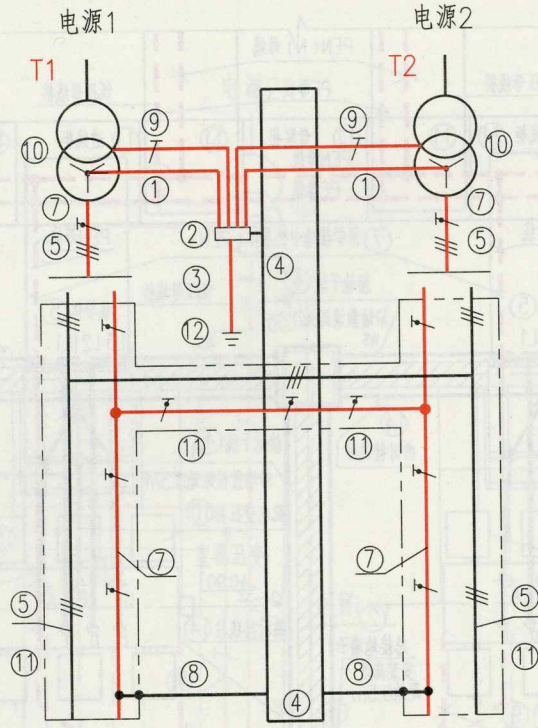 电源1 电源2
T1 T2
⑨ ⑨
⑩ ⑩
① ①
⑦ ② ⑦
⑤ ③ ④ ⑤
⑫
⑪ ⑪
⑦ ⑦
⑤ ⑤
⑪ ⑧ ④ ⑧ ⑪